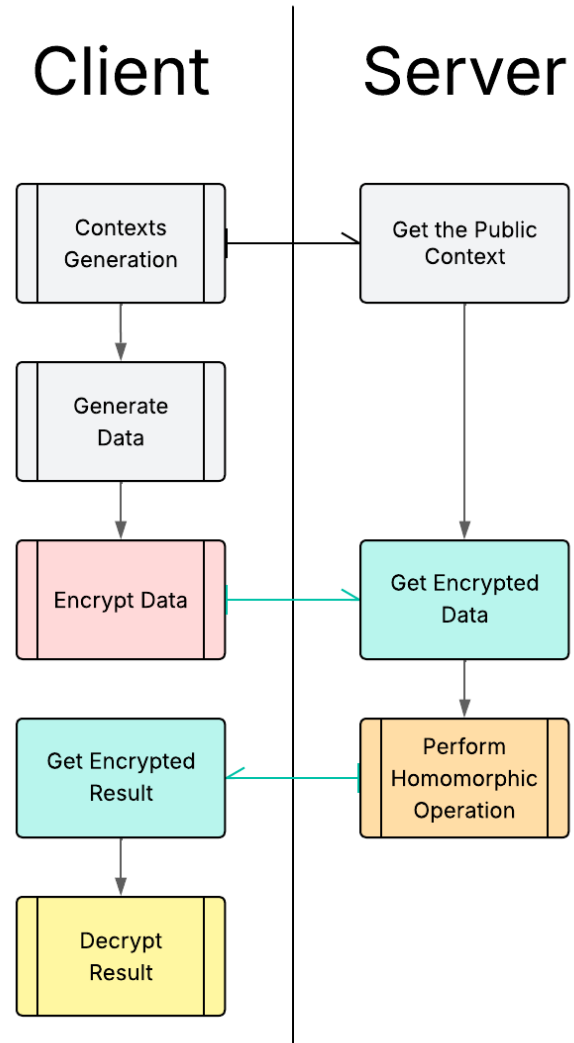 Client
Server
Contexts
Generation
Get the Public
Context
Generate
Data
Encrypt Data
Get Encrypted
Data
Get Encrypted
Result
Perform
Homomorphic
Operation
Decrypt
Result